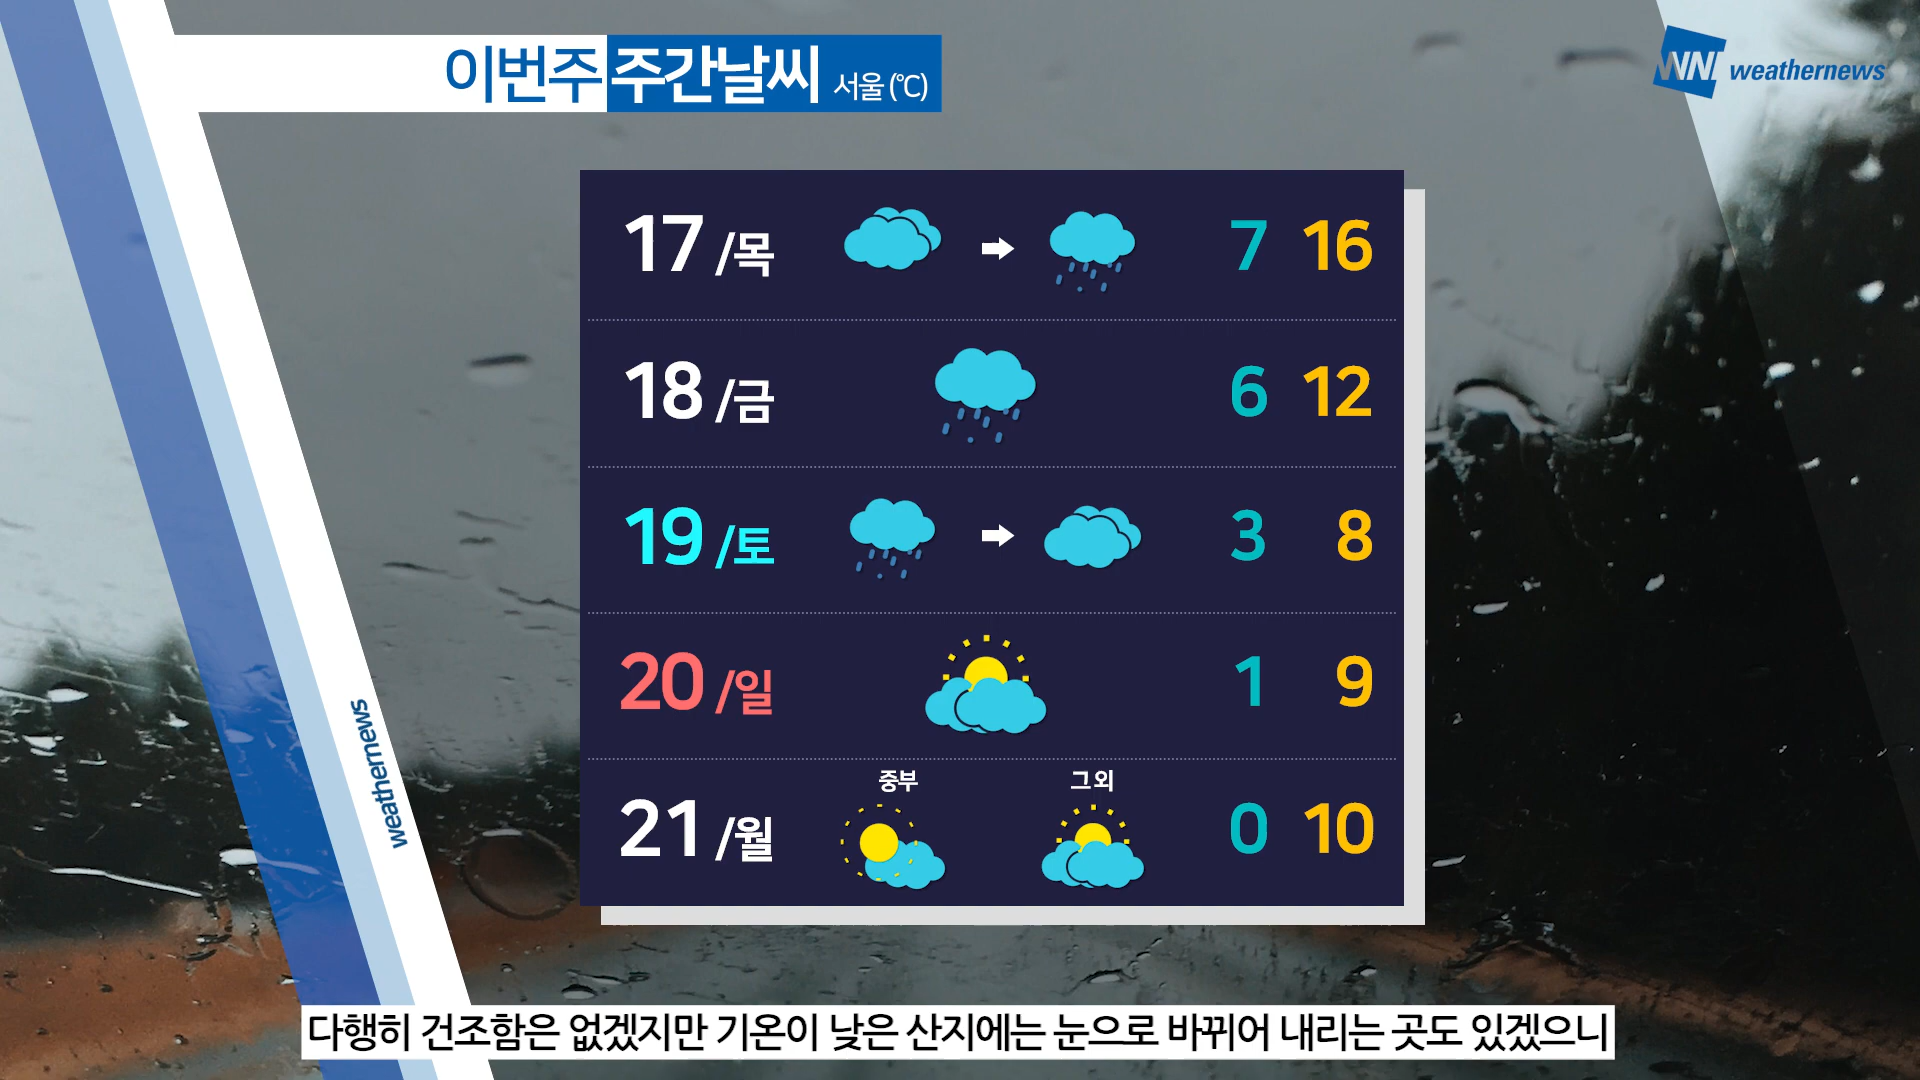 이번주 주간날씨 서울 (℃)
WNI weathernews
17 /목 7 16
18 /금 6 12
19 /토 3 8
20 /일 1 9
중부 그 외
21 /월 0 10
weathernews
다행히 건조함은 없겠지만 기온이 낮은 산지에는 눈으로 바뀌어 내리는 곳도 있겠으니